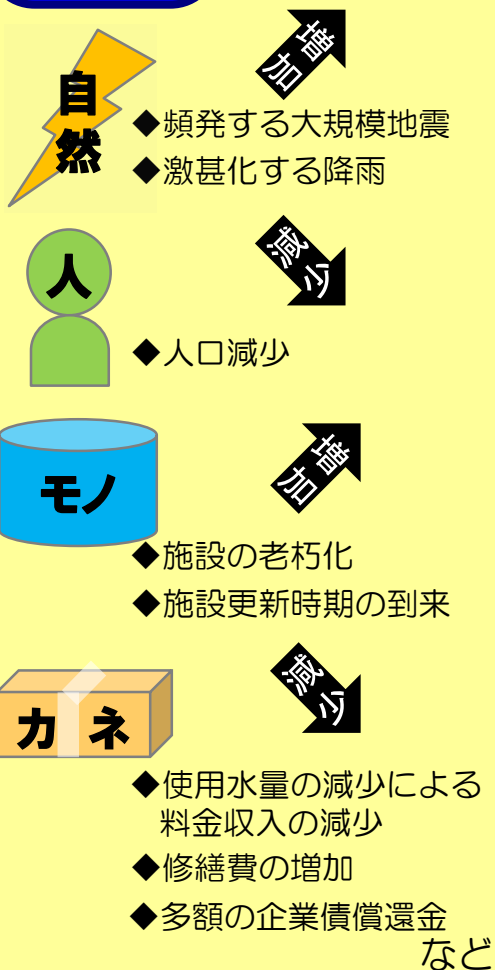 増加
自然
◆頻発する大規模地震
◆激甚化する降雨
減少
人
◆人口減少
増加
モノ
◆施設の老朽化
◆施設更新時期の到来
減少
カネ
◆使用水量の減少による
料金収入の減少
◆修繕費の増加
◆多額の企業債償還金
など